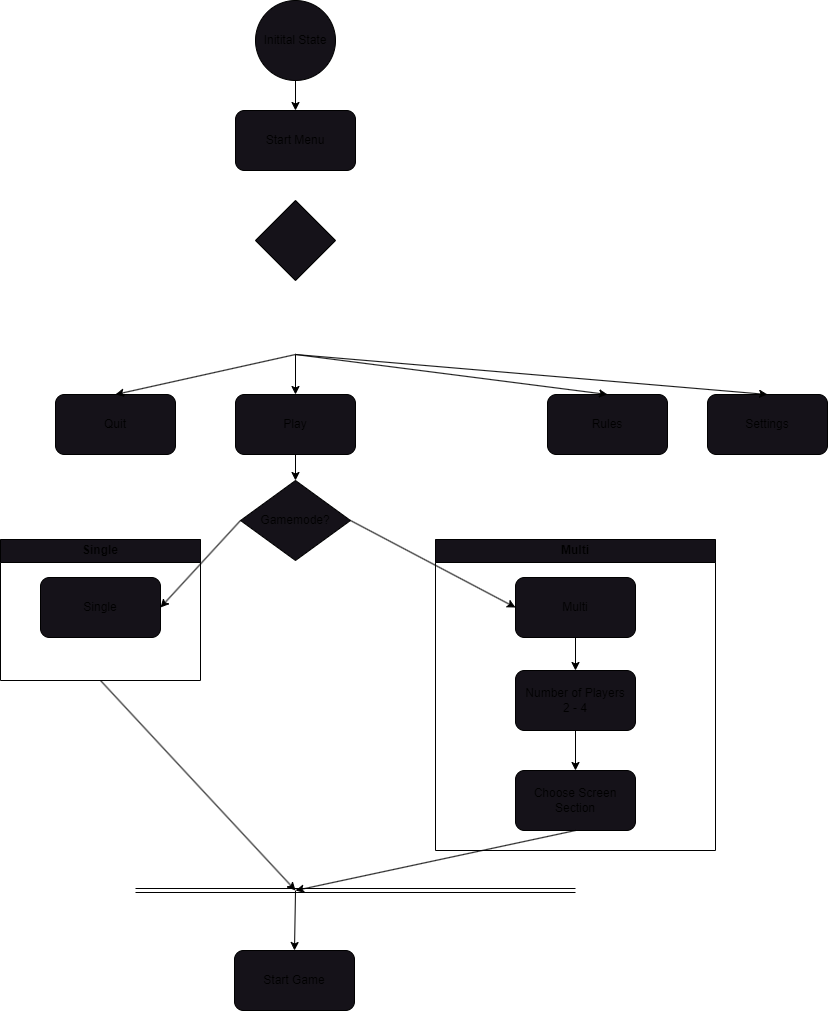 Initital State
Start Menu
Quit
Play
Rules
Settings
Gamemode?
Single
Multi
Single
Multi
Number of Players
2 - 4
Choose Screen
Section
Start Game